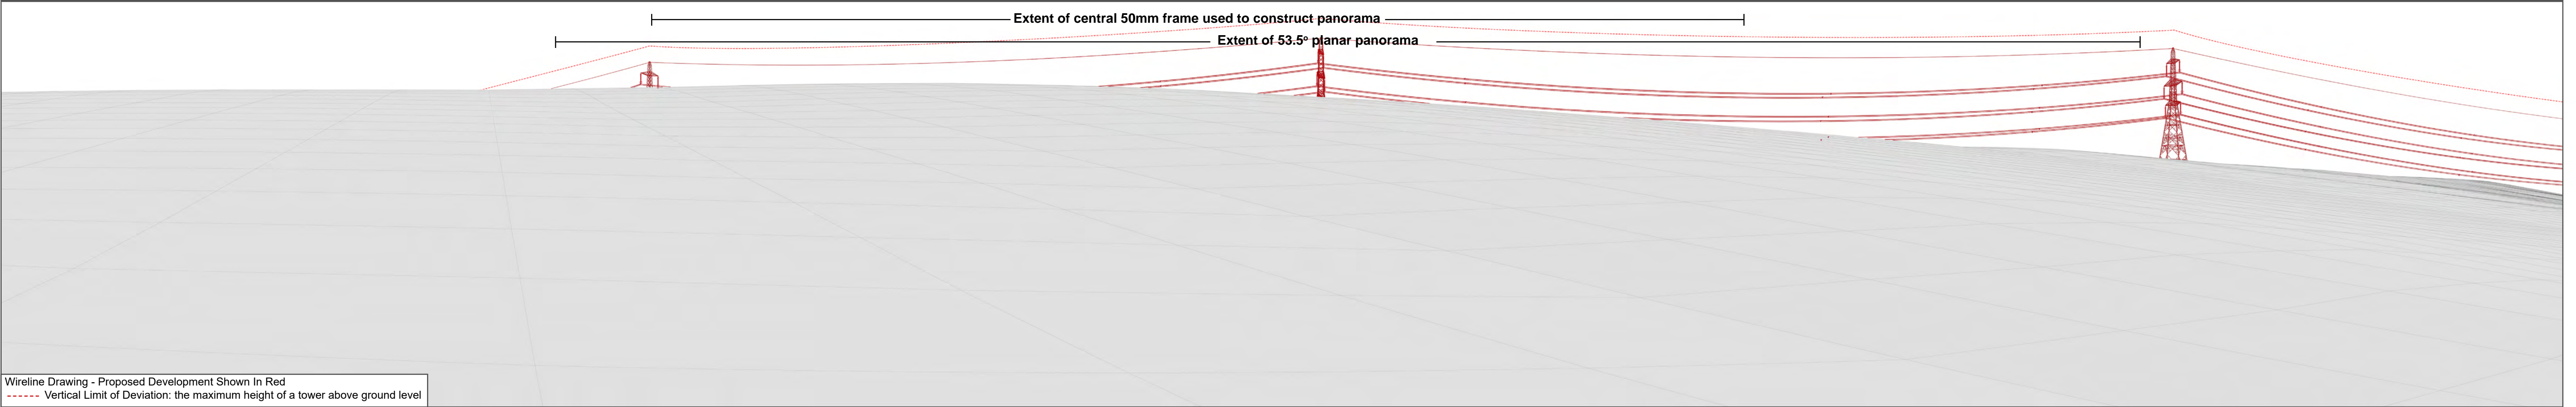 Extent of central 50mm frame used to construct panorama
Extent of 53.5º planar panorama
Wireline Drawing - Proposed Development Shown In Red
Vertical Limit of Deviation: the maximum height of a tower above ground level